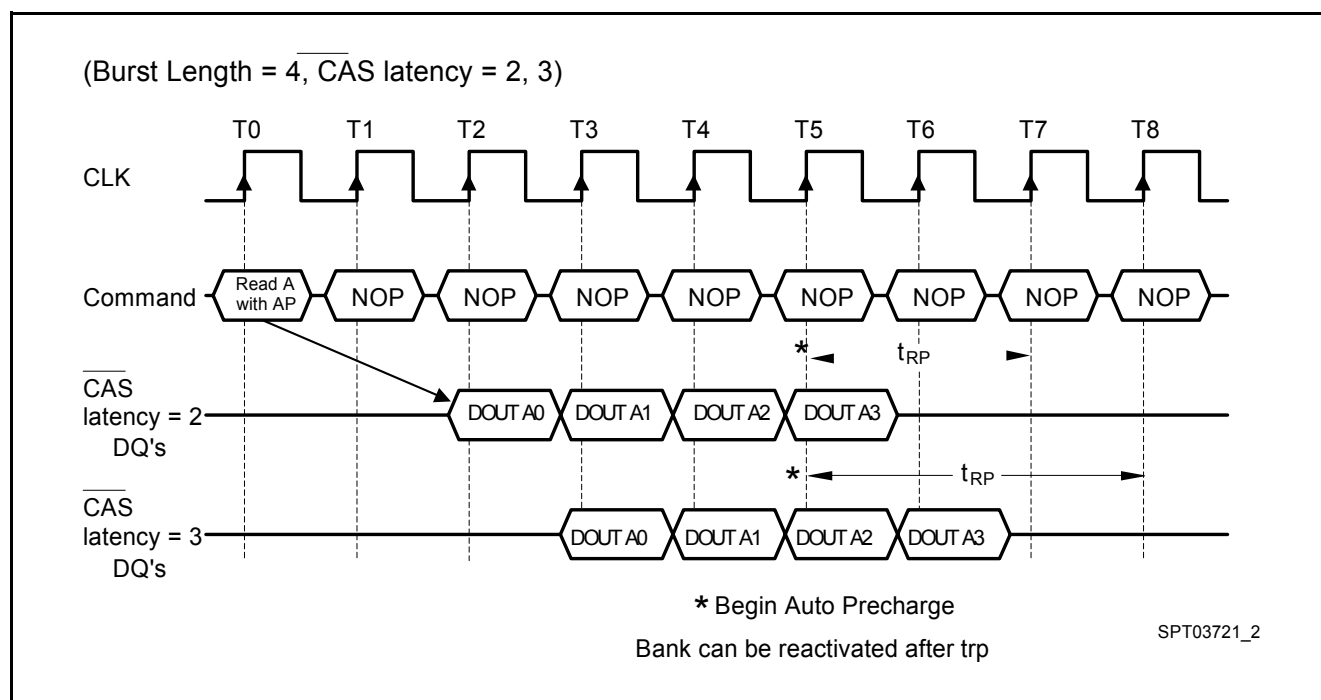 (Burst Length = 4, CAS latency = 2, 3)
T0 T1 T2 T3 T4 T5 T6 T7 T8
CLK
Command Read A with AP NOP NOP NOP NOP NOP NOP NOP NOP
* tRP
CAS
latency = 2
DQ's
DOUT A0 DOUT A1 DOUT A2 DOUT A3
* tRP
CAS
latency = 3
DQ's
DOUT A0 DOUT A1 DOUT A2 DOUT A3
* Begin Auto Precharge
Bank can be reactivated after trp
SPT03721_2